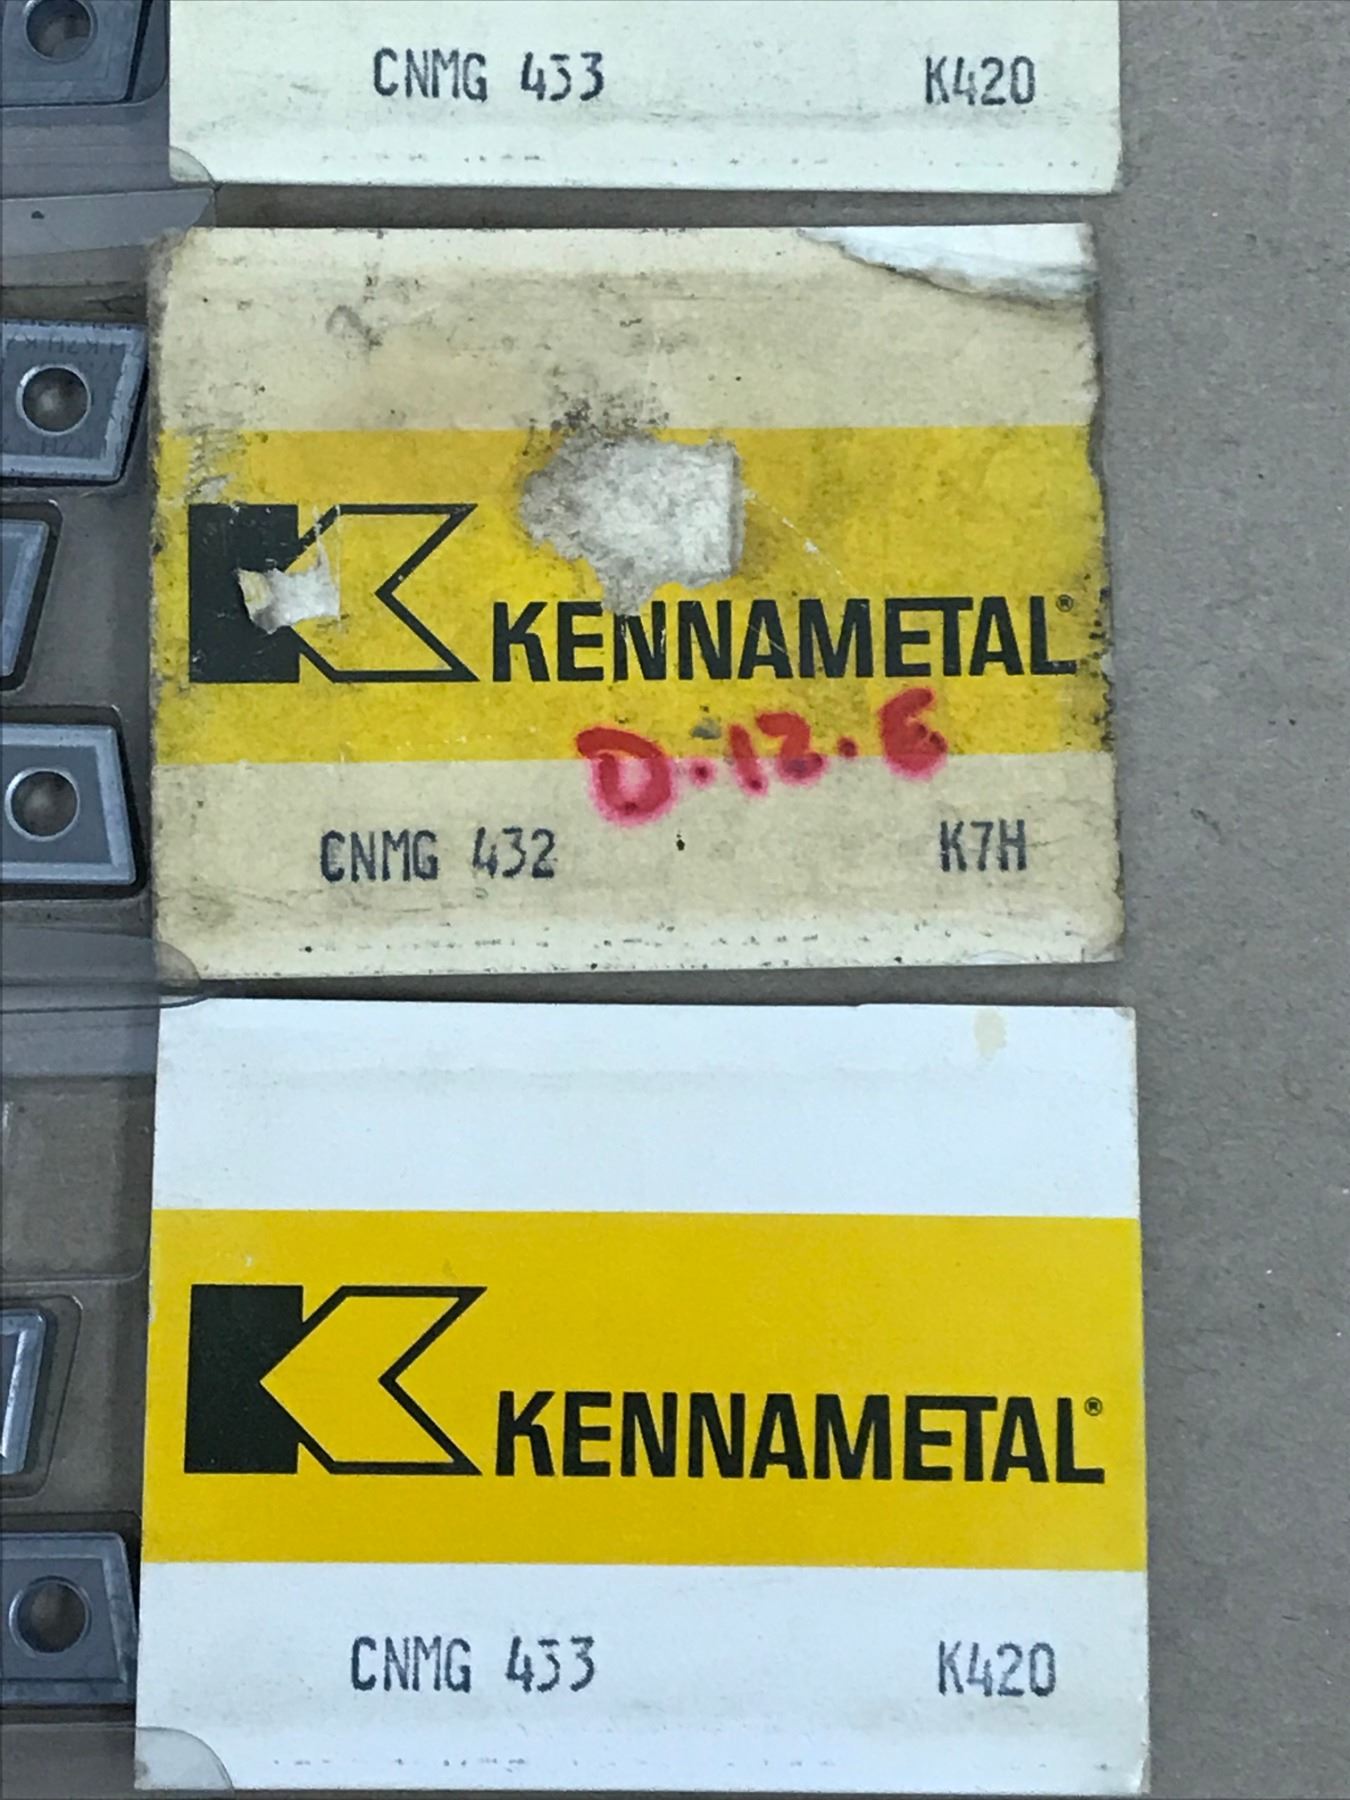 CNMG 433 K420
KENNAMETAL®
D.12.6
CNMG 432 K7H
KENNAMETAL®
CNMG 433 K420